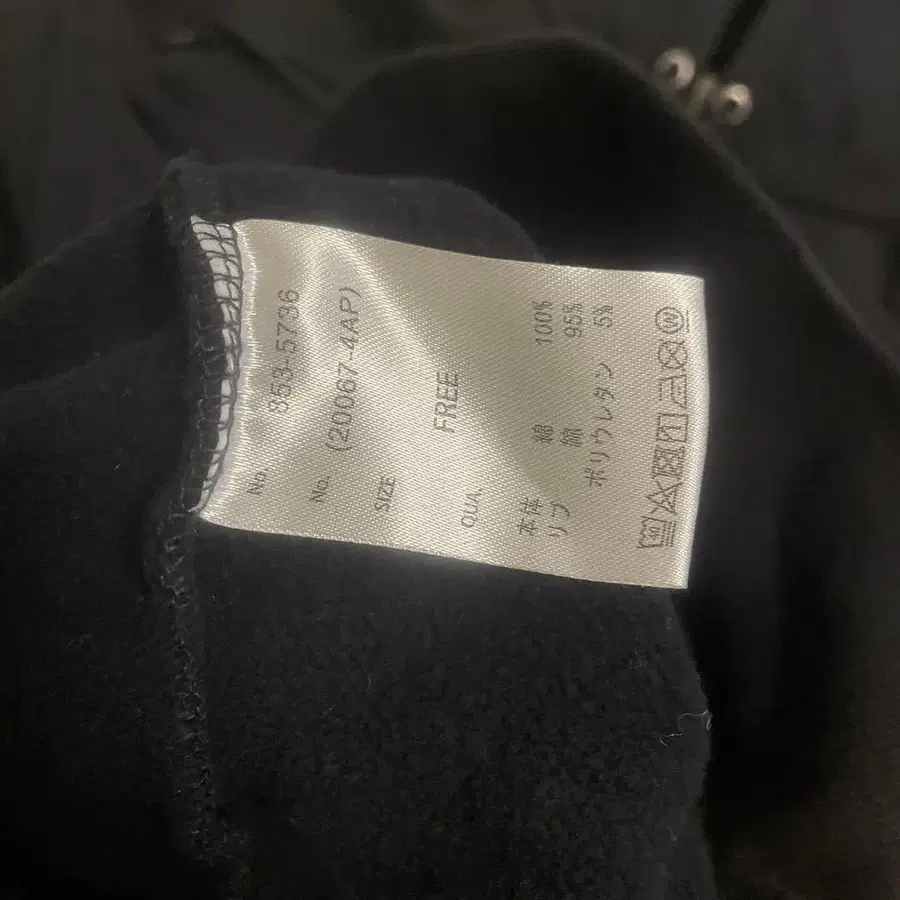 No. 853-5736
No. (20067-4AP)
SIZE FREE
QUA.
本体 綿 100%
リブ 綿 95%
ポリウレタン 5%
40
W